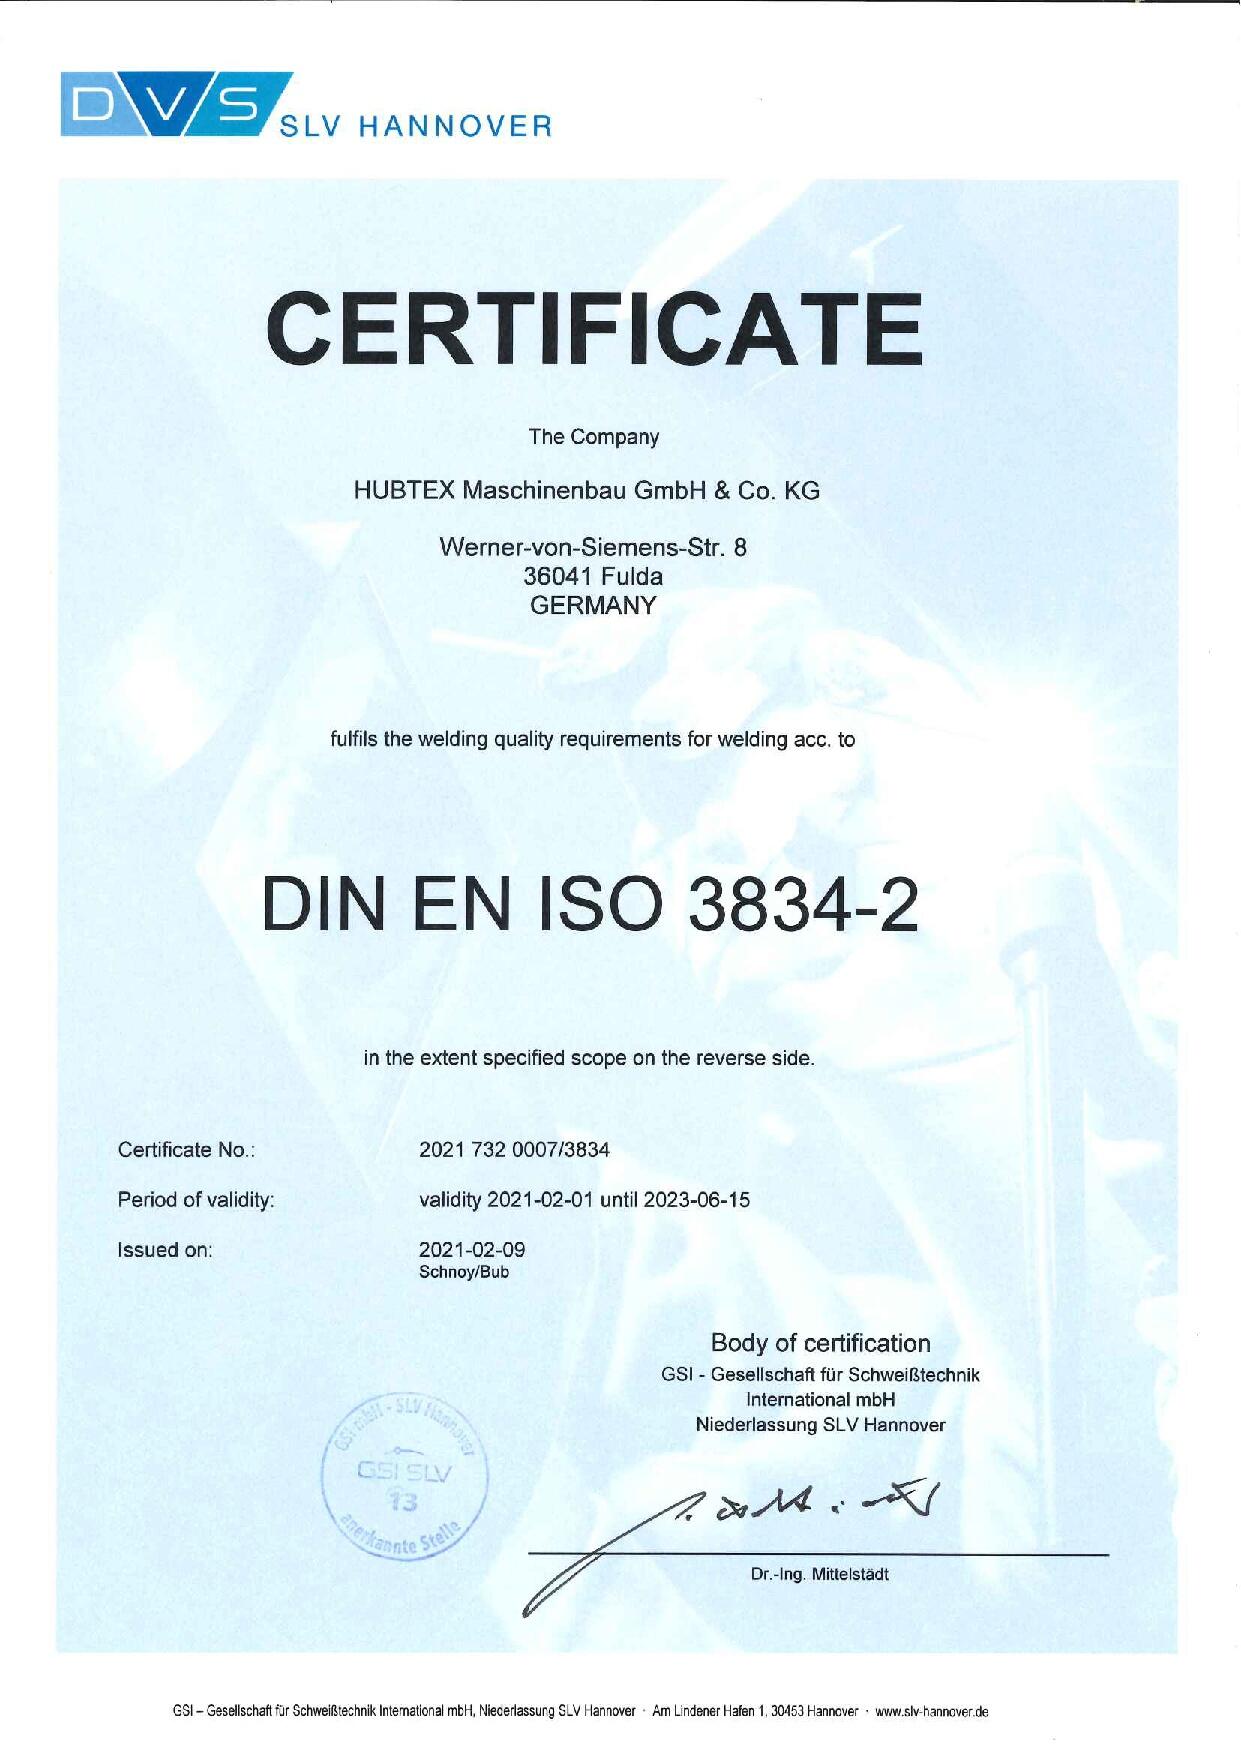 DVS SLV HANNOVER
CERTIFICATE
The Company
HUBTEX Maschinenbau GmbH & Co. KG
Werner-von-Siemens-Str. 8
36041 Fulda
GERMANY
fulfils the welding quality requirements for welding acc. to
DIN EN ISO 3834-2
in the extent specified scope on the reverse side.
Certificate No.: 2021 732 0007/3834
Period of validity: validity 2021-02-01 until 2023-06-15
Issued on: 2021-02-09
Schnoy/Bub
Body of certification
GSI - Gesellschaft für Schweißtechnik
International mbH
Niederlassung SLV Hannover
GSI mbH - SLV Hannover
GSI SLV
13
anerkannte Stelle
Dr.-Ing. Mittelstädt
GSI – Gesellschaft für Schweißtechnik International mbH, Niederlassung SLV Hannover · Am Lindener Hafen 1, 30453 Hannover · www.slv-hannover.de